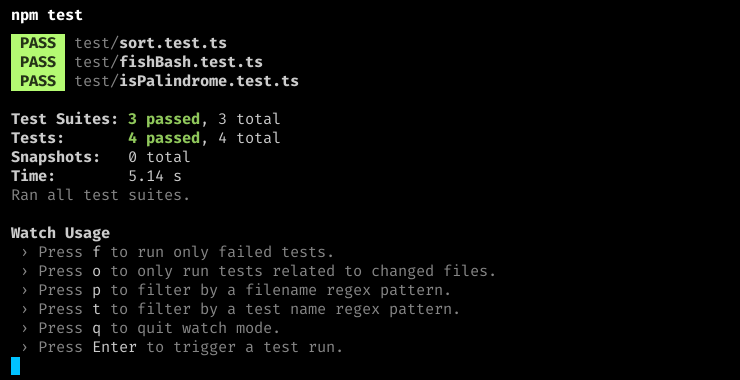 npm test
PASS test/sort.test.ts
PASS test/fishBash.test.ts
PASS test/isPalindrome.test.ts
Test Suites: 3 passed, 3 total
Tests: 4 passed, 4 total
Snapshots: 0 total
Time: 5.14 s
Ran all test suites.
Watch Usage
› Press f to run only failed tests.
› Press o to only run tests related to changed files.
› Press p to filter by a filename regex pattern.
› Press t to filter by a test name regex pattern.
› Press q to quit watch mode.
› Press Enter to trigger a test run.